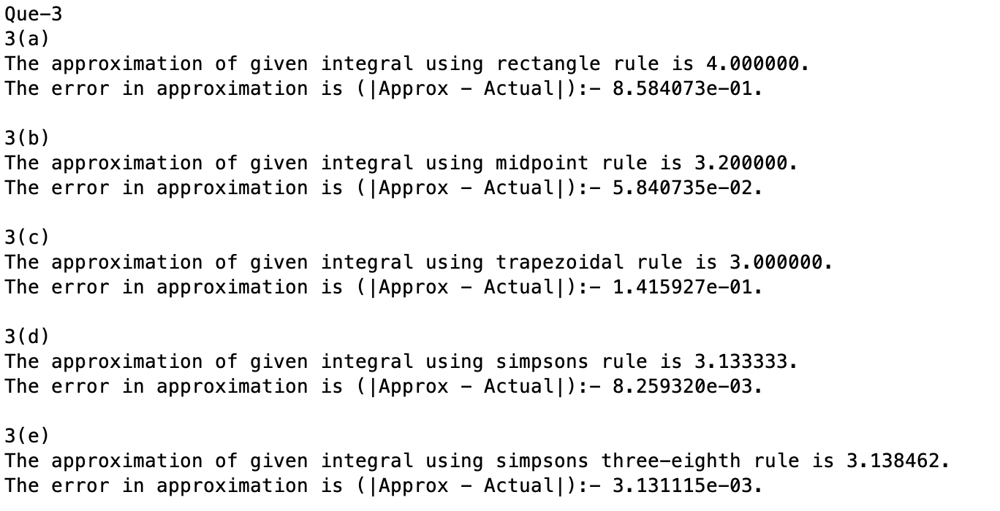 Que-3
3(a)
The approximation of given integral using rectangle rule is 4.000000.
The error in approximation is (|Approx - Actual|):- 8.584073e-01.
3(b)
The approximation of given integral using midpoint rule is 3.200000.
The error in approximation is (|Approx - Actual|):- 5.840735e-02.
3(c)
The approximation of given integral using trapezoidal rule is 3.000000.
The error in approximation is (|Approx - Actual|):- 1.415927e-01.
3(d)
The approximation of given integral using simpsons rule is 3.133333.
The error in approximation is (|Approx - Actual|):- 8.259320e-03.
3(e)
The approximation of given integral using simpsons three-eighth rule is 3.138462.
The error in approximation is (|Approx - Actual|):- 3.131115e-03.